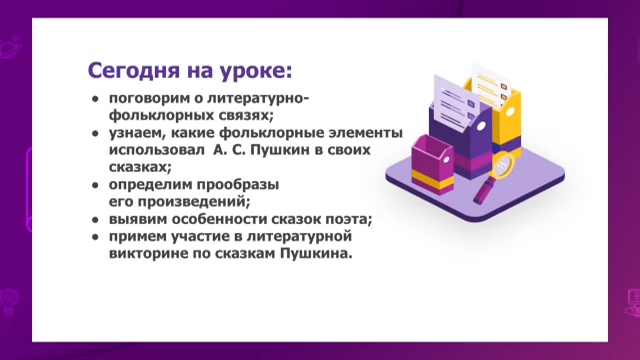 Сегодня на уроке:
● поговорим о литературно-
фольклорных связях;
● узнаем, какие фольклорные элементы
использовал А. С. Пушкин в своих
сказках;
● определим прообразы
его произведений;
● выявим особенности сказок поэта;
● примем участие в литературной
викторине по сказкам Пушкина.